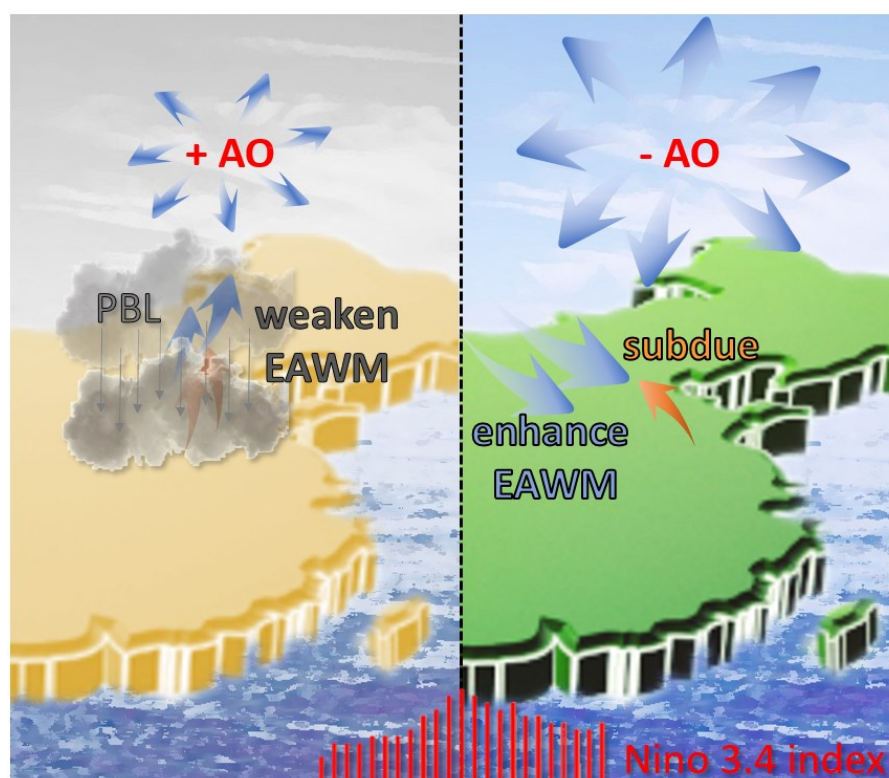 + AO
PBL
weaken
EAWM
- AO
subdue
enhance
EAWM
Nino 3.4 index